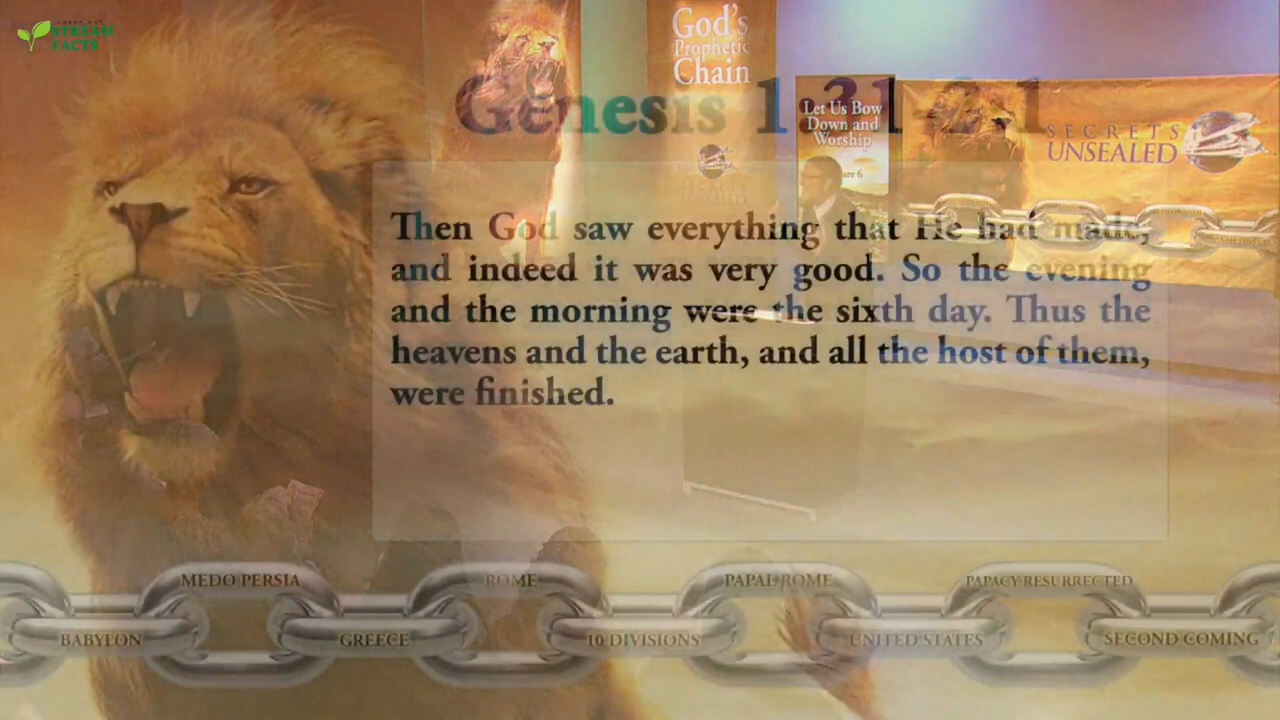 STREAM
FACTS
God's
Prophetic
Chain
Genesis 1:31-2:1
Let Us Bow
Down and
Worship
SECRETS
UNSEALED
Then God saw everything that He had made,
and indeed it was very good. So the evening
and the morning were the sixth day. Thus the
heavens and the earth, and all the host of them,
were finished.
MEDO PERSIA
ROME
PAPAL ROME
PAPACY RESURRECTED
BABYLON
GREECE
10 DIVISIONS
UNITED STATES
SECOND COMING